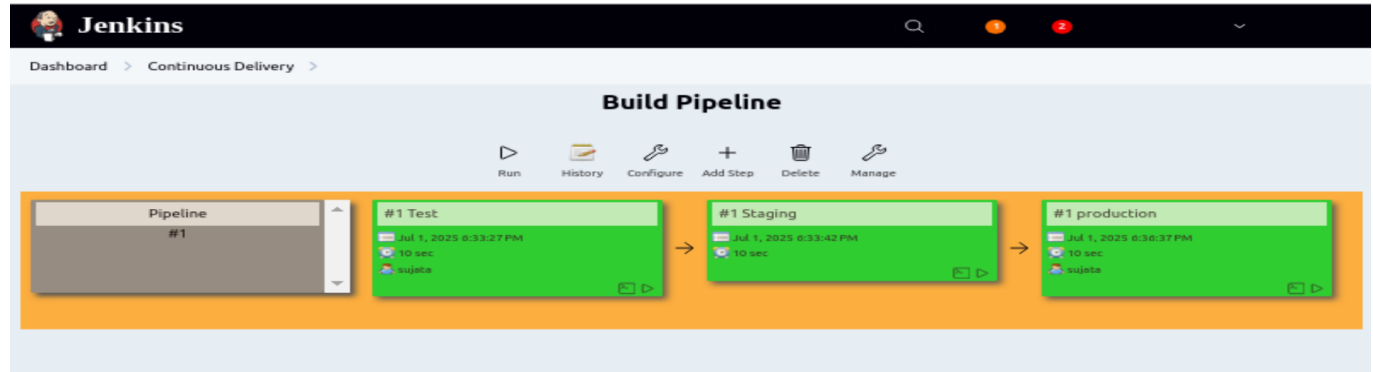 Jenkins
1
2
Dashboard > Continuous Delivery >
Build Pipeline
Run History Configure Add Step Delete Manage
Pipeline
#1
#1 Test
Jul 1, 2025 6:33:27 PM
10 sec
sujata
#1 Staging
Jul 1, 2025 6:33:42 PM
10 sec
#1 production
Jul 1, 2025 6:36:37 PM
10 sec
sujata